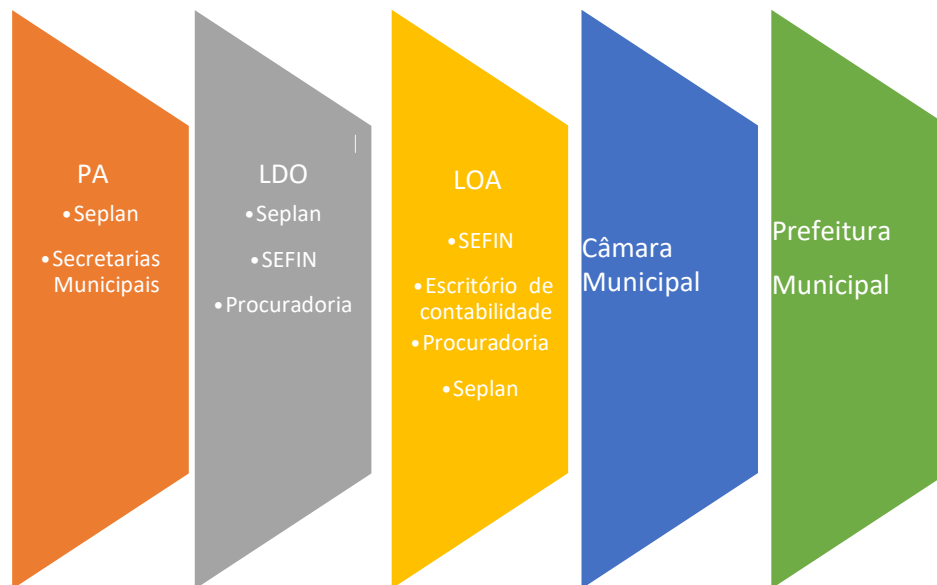 PA
•Seplan
•Secretarias
Municipais
LDO
•Seplan
•SEFIN
•Procuradoria
LOA
•SEFIN
•Escritório de
contabilidade
•Procuradoria
•Seplan
Câmara
Municipal
Prefeitura
Municipal